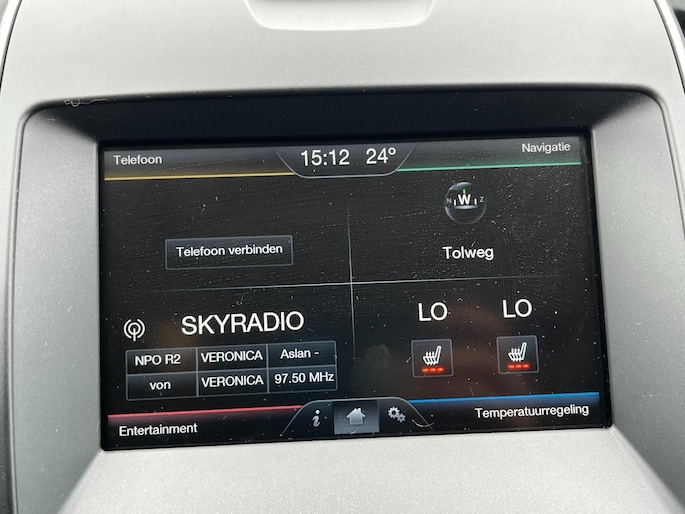 Telefoon
15:12 24°
Navigatie
N W Z
Telefoon verbinden
Tolweg
SKYRADIO
NPO R2 VERONICA Aslan -
von VERONICA 97.50 MHz
LO LO
i
Entertainment
Temperatuurregeling